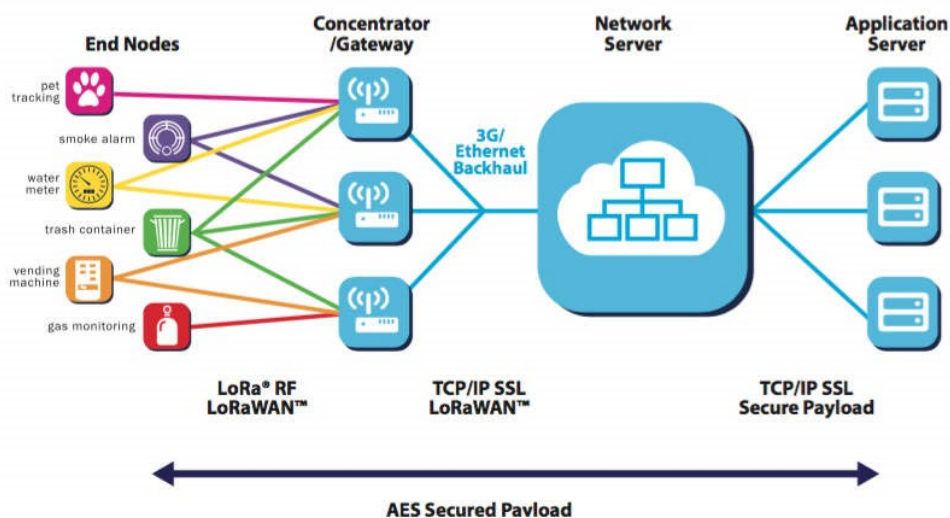 End Nodes
Concentrator
/Gateway
Network
Server
Application
Server
pet
tracking
smoke alarm
water
meter
trash container
vending
machine
gas monitoring
3G/
Ethernet
Backhaul
LoRa® RF
LoRaWAN™
TCP/IP SSL
LoRaWAN™
TCP/IP SSL
Secure Payload
AES Secured Payload